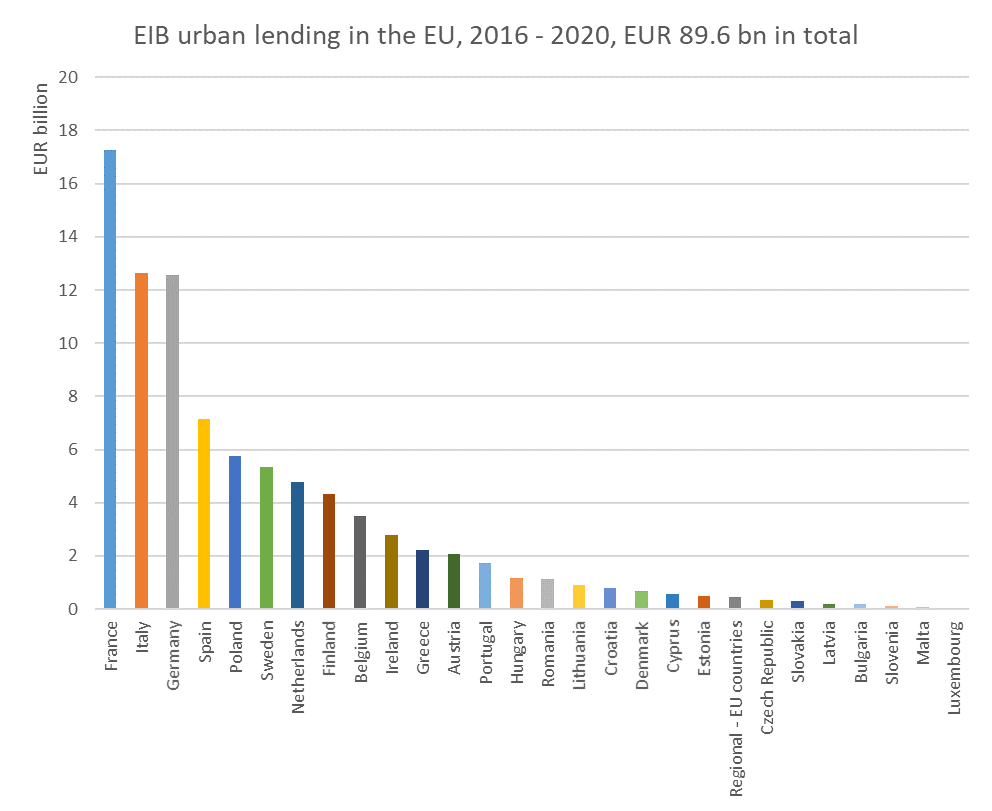 EIB urban lending in the EU, 2016 - 2020, EUR 89.6 bn in total
EUR billion
20
18
16
14
12
10
8
6
4
2
0
France
Italy
Germany
Spain
Poland
Sweden
Netherlands
Finland
Belgium
Ireland
Greece
Austria
Portugal
Hungary
Romania
Lithuania
Croatia
Denmark
Cyprus
Estonia
Regional - EU countries
Czech Republic
Slovakia
Latvia
Bulgaria
Slovenia
Malta
Luxembourg